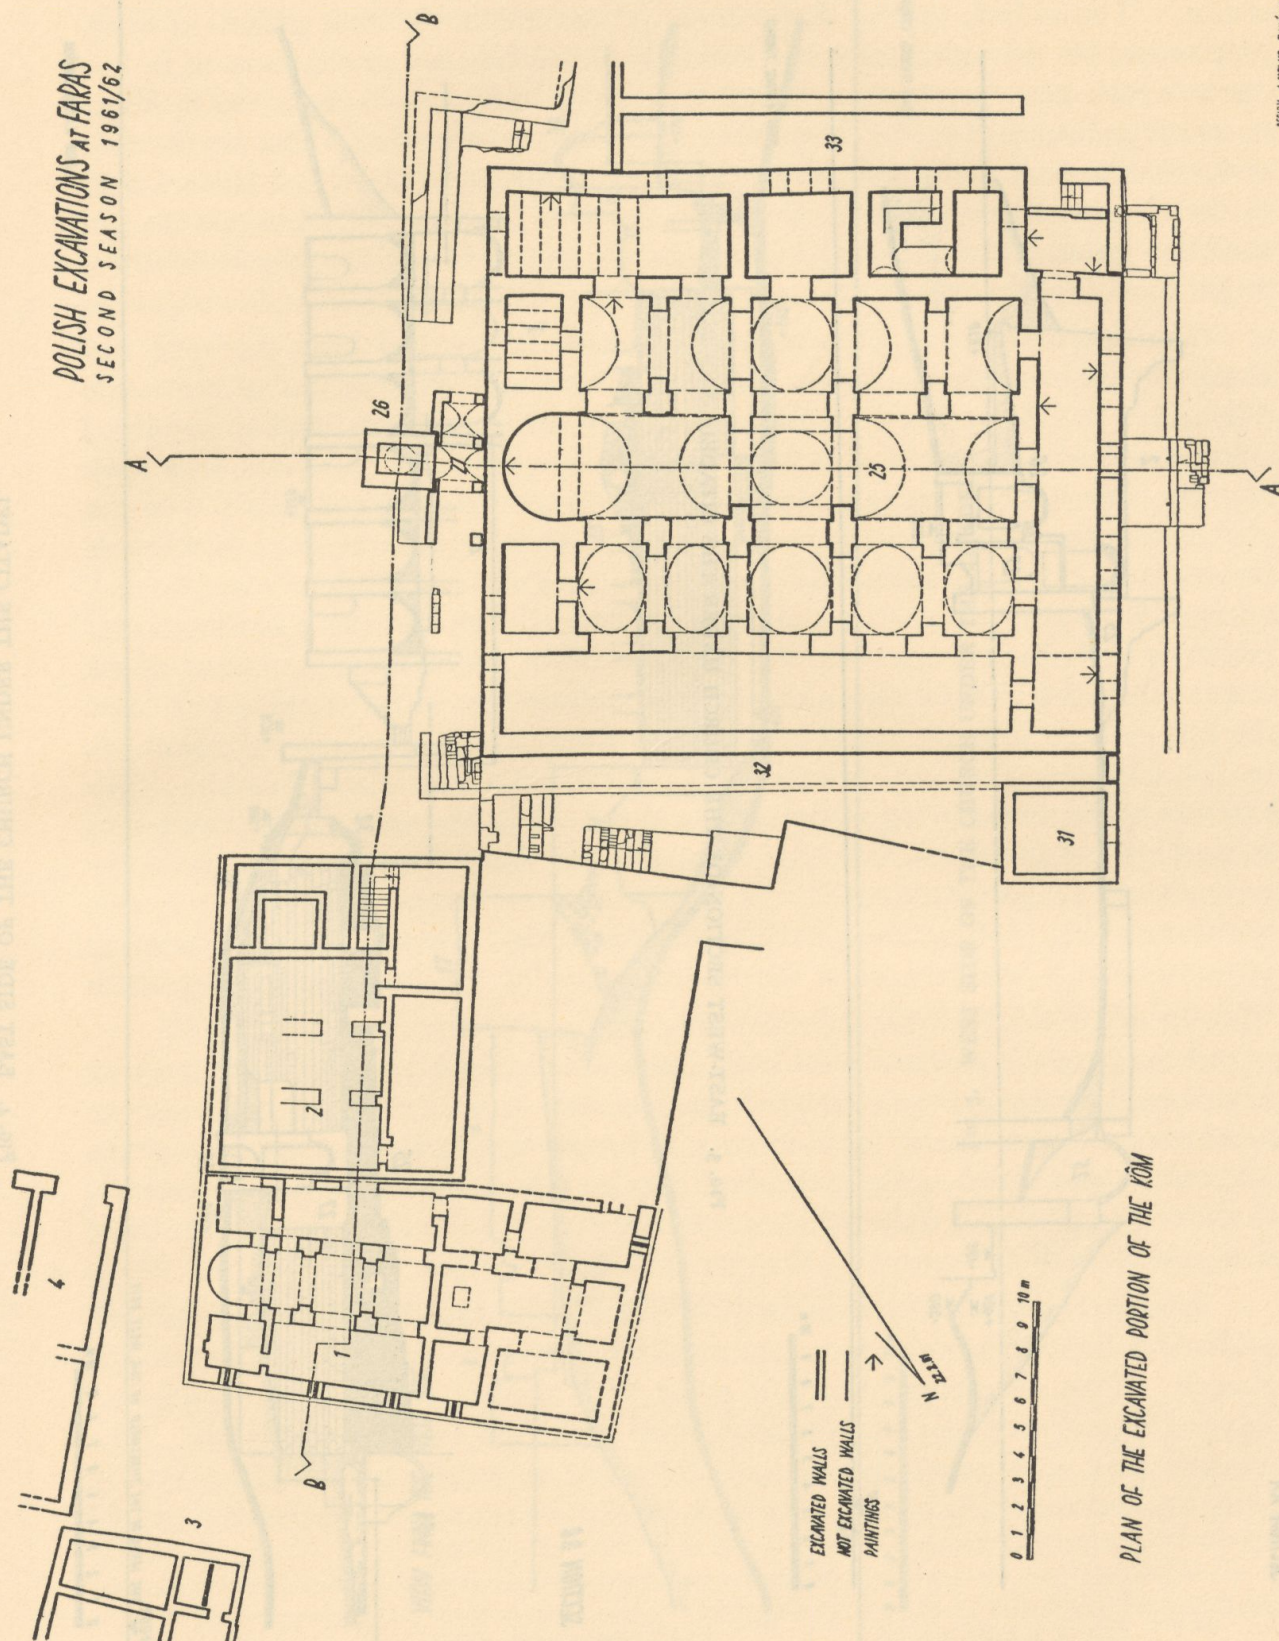 POLISH EXCAVATIONS AT FARAS
SECOND SEASON 1961/62
A
B
26
27
33
25
A
32
31
2
1
B
4
3
EXCAVATED WALLS
NOT EXCAVATED WALLS
PAINTINGS
N
0 1 2 3 4 5 6 7 8 9 10 m
PLAN OF THE EXCAVATED PORTION OF THE KÔM